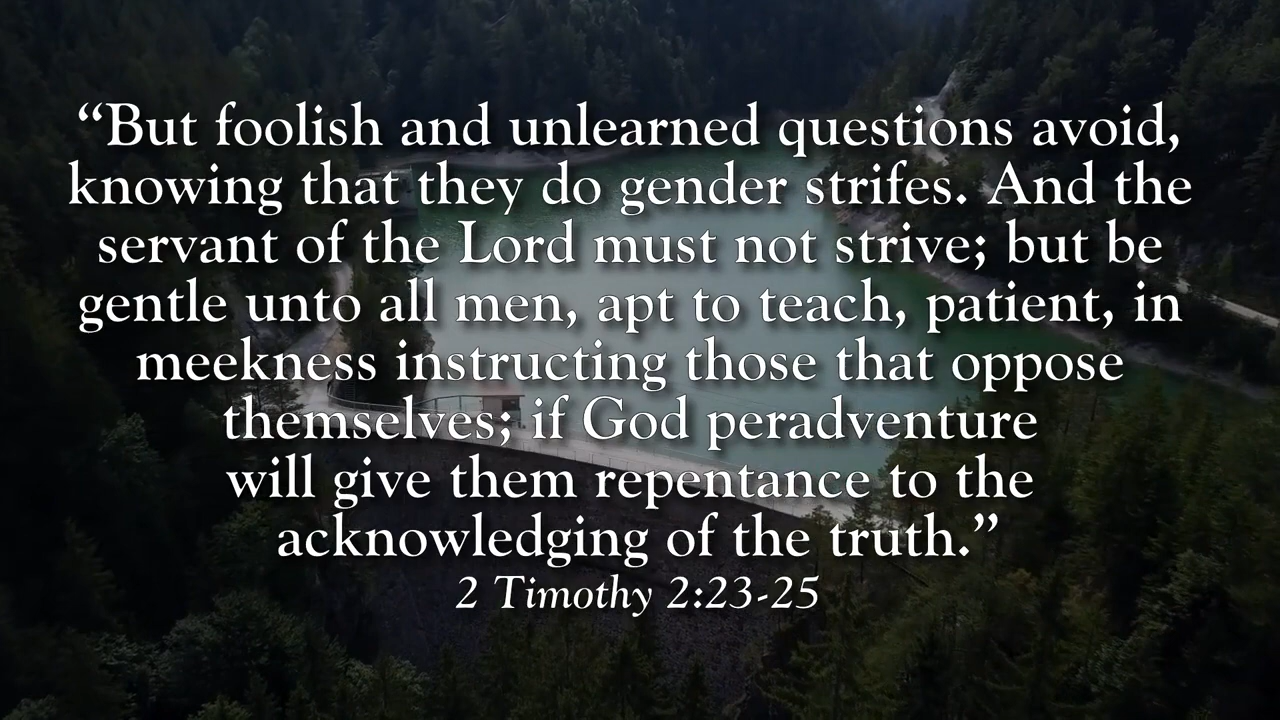 “But foolish and unlearned questions avoid,
knowing that they do gender strifes. And the
servant of the Lord must not strive; but be
gentle unto all men, apt to teach, patient, in
meekness instructing those that oppose
themselves; if God peradventure
will give them repentance to the
acknowledging of the truth.”
2 Timothy 2:23-25